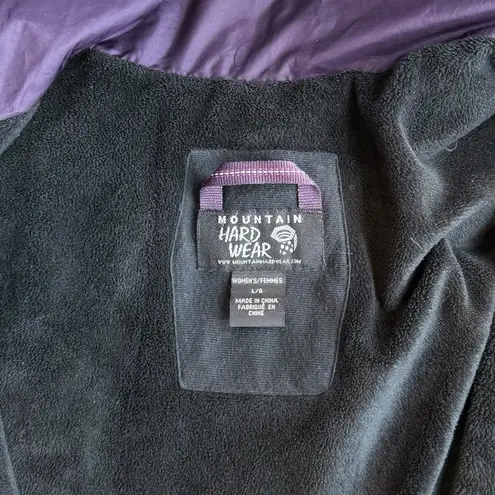 MOUNTAIN
HARD
WEAR
WWW.MOUNTAINHARDWEAR.COM
WOMEN'S/FEMMES
L/G
MADE IN CHINA
FABRIQUÉ EN
CHINE